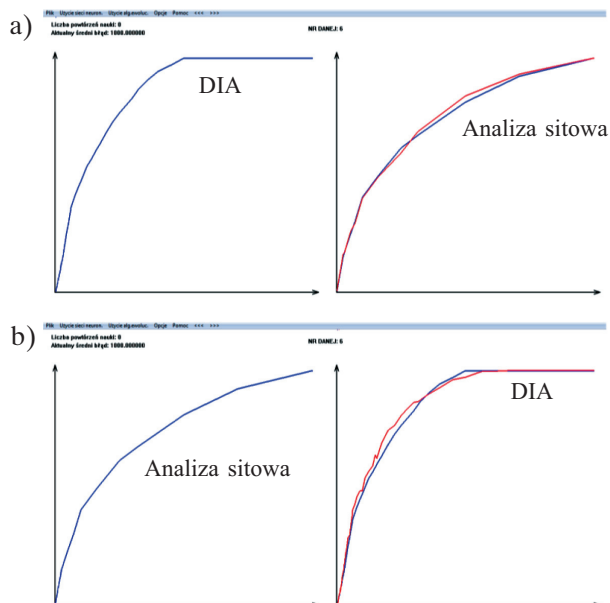 a)
Plik Użycie sieci neuron. Użycie alg.ewoluc. Opcje Pomoc <<< >>>
Liczba powtórzeń nauki: 0
Aktualny średni błąd: 1000.000000
NR DANEJ: 6
DIA
Analiza sitowa
b)
Plik Użycie sieci neuron. Użycie alg.ewoluc. Opcje Pomoc <<< >>>
Liczba powtórzeń nauki: 0
Aktualny średni błąd: 1000.000000
NR DANEJ: 6
Analiza sitowa
DIA